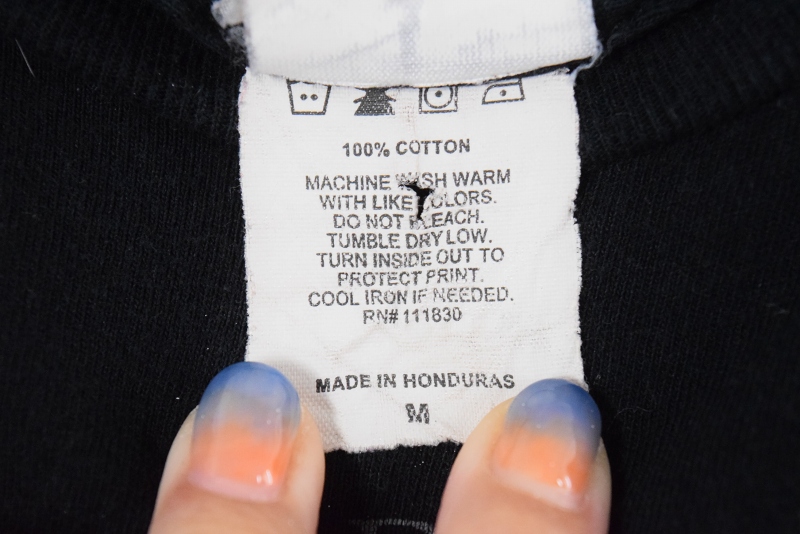 100% COTTON
MACHINE WASH WARM
WITH LIKE COLORS.
DO NOT BLEACH.
TUMBLE DRY LOW.
TURN INSIDE OUT TO
PROTECT PRINT.
COOL IRON IF NEEDED.
RN# 111830
MADE IN HONDURAS
M